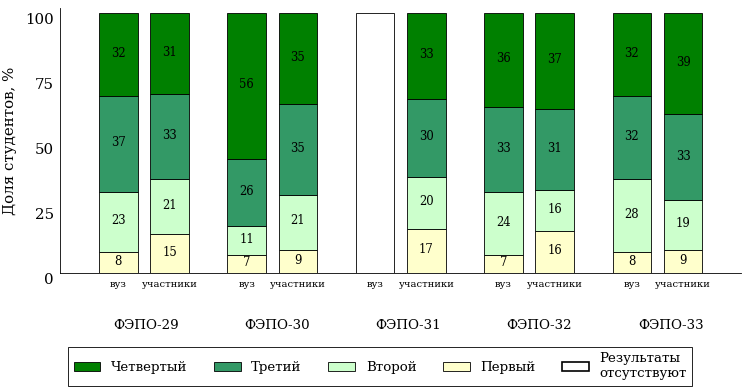 Доля студентов, %
100
75
50
25
0
32 31 56 35 33 36 37 32 39
37 33 26 35 30 33 31 32 33
23 21 11 21 20 24 16 28 19
8 15 7 9 17 7 16 8 9
вуз участники вуз участники вуз участники вуз участники вуз участники
ФЭПО-29 ФЭПО-30 ФЭПО-31 ФЭПО-32 ФЭПО-33
Четвертый Третий Второй Первый Результаты
отсутствуют